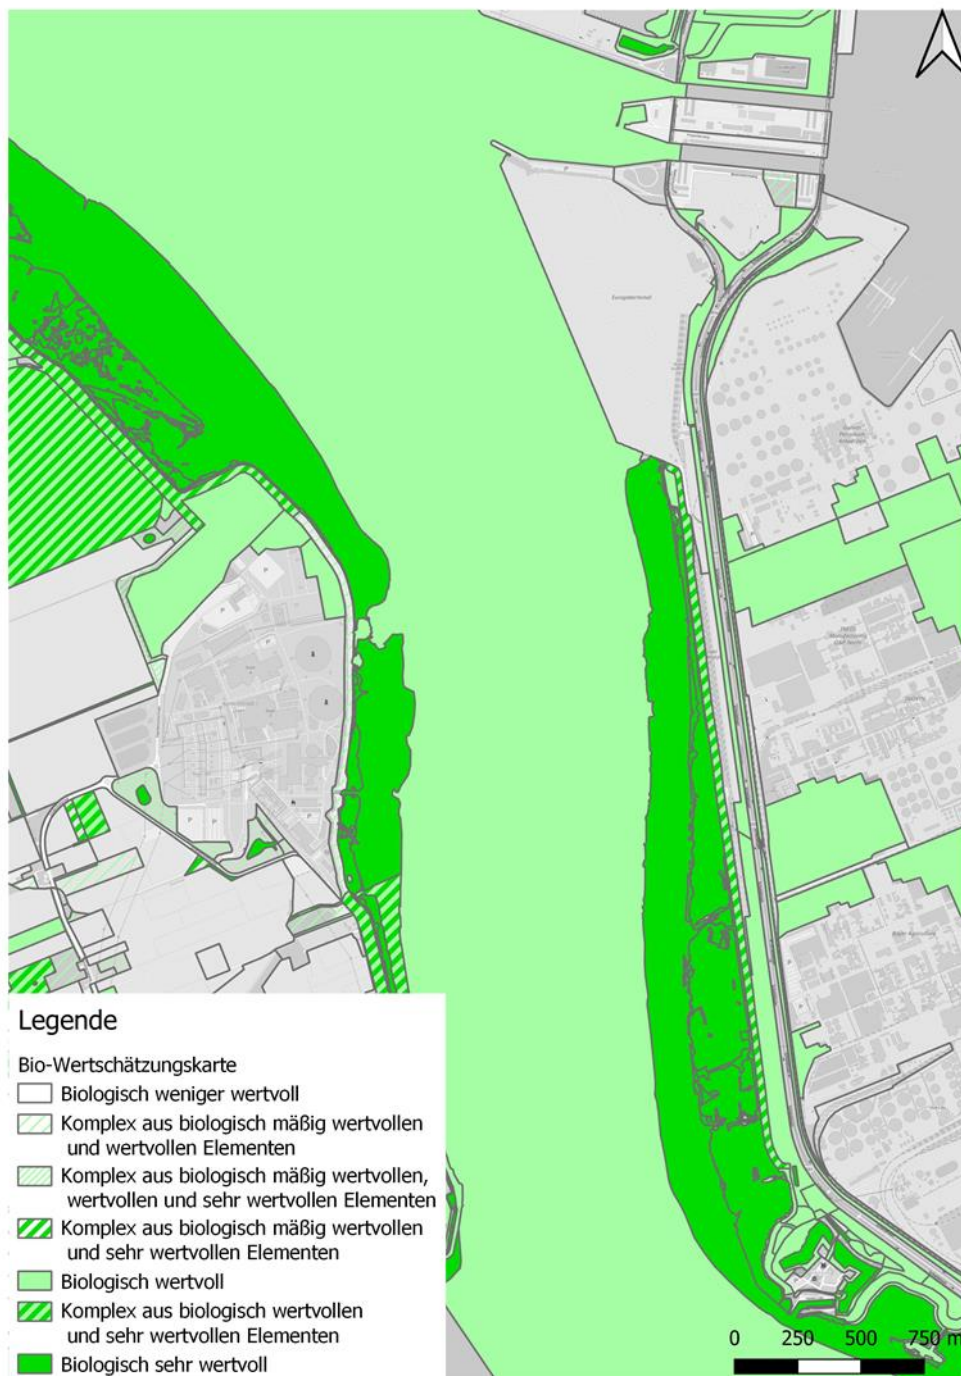 Europaterminal
P
P
P
P
P
P
Legende
Bio-Wertschätzungskarte
Biologisch weniger wertvoll
Komplex aus biologisch mäßig wertvollen
und wertvollen Elementen
Komplex aus biologisch mäßig wertvollen,
wertvollen und sehr wertvollen Elementen
Komplex aus biologisch mäßig wertvollen
und sehr wertvollen Elementen
Biologisch wertvoll
Komplex aus biologisch wertvollen
und sehr wertvollen Elementen
Biologisch sehr wertvoll
0 250 500 750 m